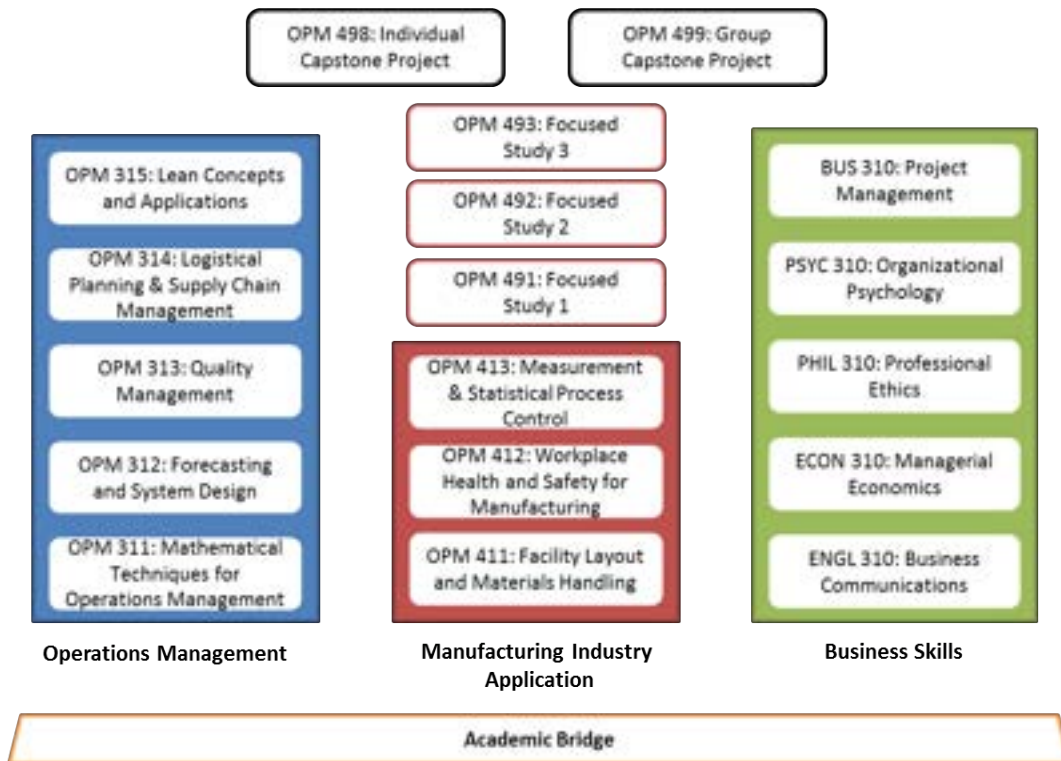 OPM 498: Individual
Capstone Project
OPM 499: Group
Capstone Project
OPM 315: Lean Concepts
and Applications
OPM 314: Logistical
Planning & Supply Chain
Management
OPM 313: Quality
Management
OPM 312: Forecasting
and System Design
OPM 311: Mathematical
Techniques for
Operations Management
Operations Management
OPM 493: Focused
Study 3
OPM 492: Focused
Study 2
OPM 491: Focused
Study 1
OPM 413: Measurement
& Statistical Process
Control
OPM 412: Workplace
Health and Safety for
Manufacturing
OPM 411: Facility Layout
and Materials Handling
Manufacturing Industry
Application
BUS 310: Project
Management
PSYC 310: Organizational
Psychology
PHIL 310: Professional
Ethics
ECON 310: Managerial
Economics
ENGL 310: Business
Communications
Business Skills
Academic Bridge